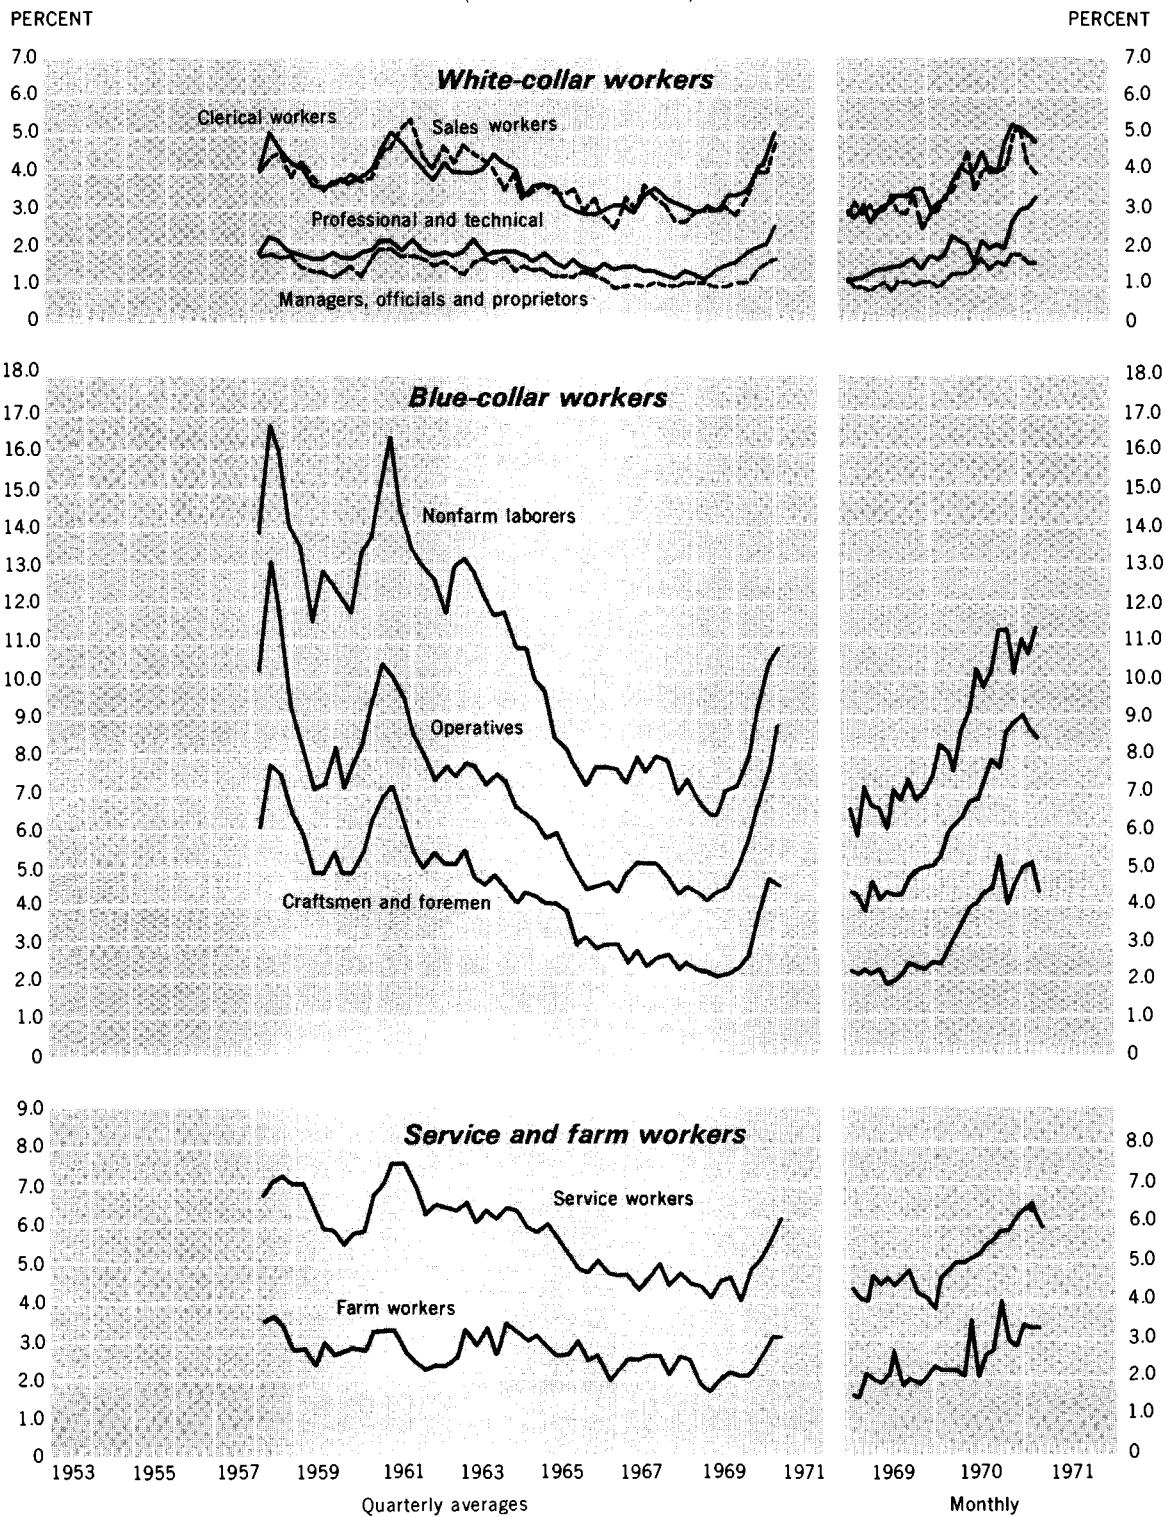 PERCENT PERCENT
7.0 7.0
White-collar workers
6.0 6.0
Clerical workers
Sales workers
5.0 5.0
4.0 4.0
3.0 3.0
Professional and technical
2.0 2.0
1.0 1.0
Managers, officials and proprietors
0 0
18.0 18.0
Blue-collar workers
17.0 17.0
16.0 16.0
15.0 15.0
Nonfarm laborers
14.0 14.0
13.0 13.0
12.0 12.0
11.0 11.0
10.0 10.0
9.0 9.0
Operatives
8.0 8.0
7.0 7.0
6.0 6.0
5.0 5.0
Craftsmen and foremen
4.0 4.0
3.0 3.0
2.0 2.0
1.0 1.0
0 0
9.0
Service and farm workers
8.0 8.0
7.0 7.0
Service workers
6.0 6.0
5.0 5.0
4.0 4.0
Farm workers
3.0 3.0
2.0 2.0
1.0 1.0
0 0
1953 1955 1957 1959 1961 1963 1965 1967 1969 1971 1969 1970 1971
Quarterly averages Monthly